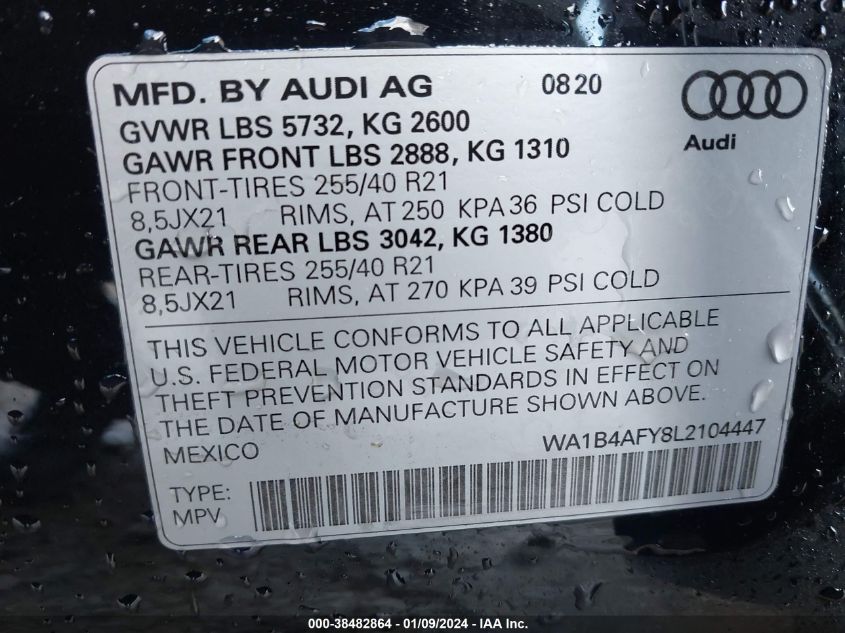 MFD. BY AUDI AG 0820
GVWR LBS 5732, KG 2600
GAWR FRONT LBS 2888, KG 1310
Audi
FRONT-TIRES 255/40 R21
8,5JX21 RIMS, AT 250 KPA 36 PSI COLD
GAWR REAR LBS 3042, KG 1380
REAR-TIRES 255/40 R21
8,5JX21 RIMS, AT 270 KPA 39 PSI COLD
THIS VEHICLE CONFORMS TO ALL APPLICABLE
U.S. FEDERAL MOTOR VEHICLE SAFETY AND
THEFT PREVENTION STANDARDS IN EFFECT ON
THE DATE OF MANUFACTURE SHOWN ABOVE.
MEXICO WA1B4AFY8L2104447
TYPE:
MPV
000-38482864 / 01/09/2024 - IAA Inc.